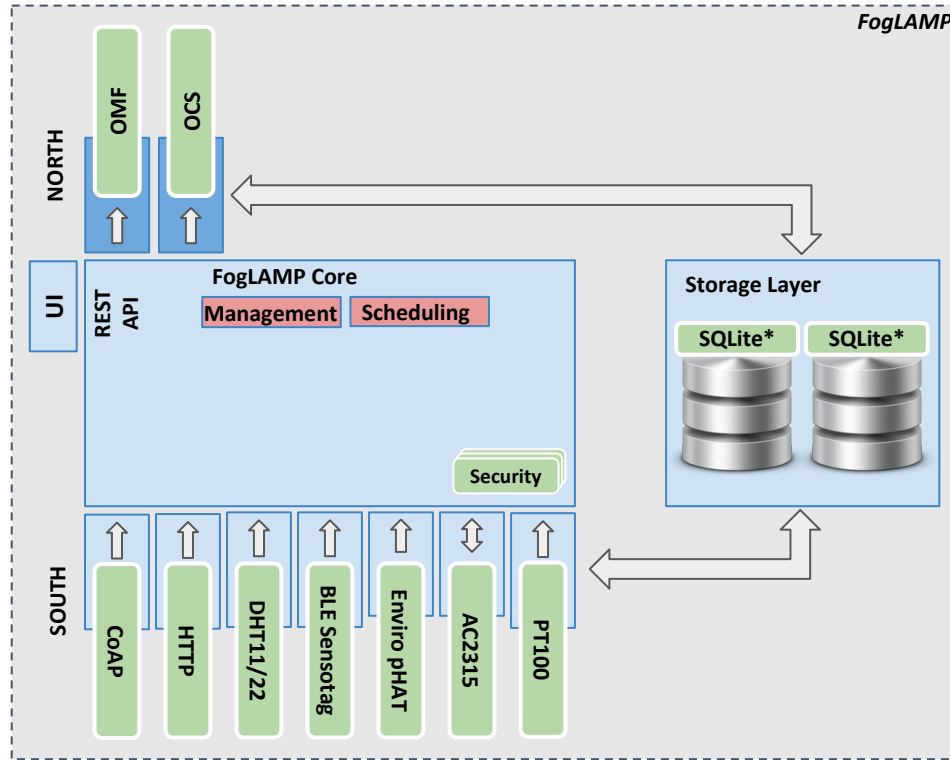 FogLAMP
OMF
OCS
NORTH
UI
REST
API
FogLAMP Core
Management
Scheduling
Security
Storage Layer
SQLite*
SQLite*
SOUTH
CoAP
HTTP
DHT11/22
BLE Sensotag
Enviro pHAT
AC2315
PT100